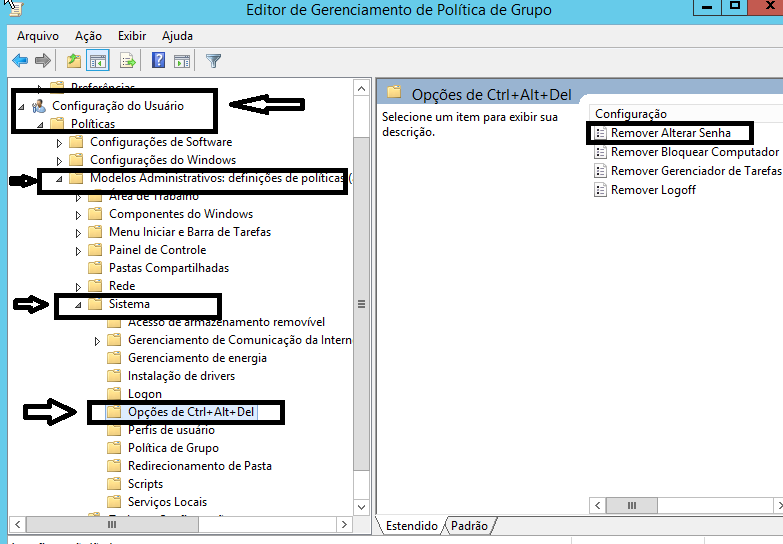 Editor de Gerenciamento de Política de Grupo
Arquivo Ação Exibir Ajuda
Preferências
Configuração do Usuário
Políticas
Configurações de Software
Configurações do Windows
Modelos Administrativos: definições de políticas (
Área de Trabalho
Componentes do Windows
Menu Iniciar e Barra de Tarefas
Painel de Controle
Pastas Compartilhadas
Rede
Sistema
Acesso de armazenamento removível
Gerenciamento de Comunicação da Intern
Gerenciamento de energia
Instalação de drivers
Logon
Opções de Ctrl+Alt+Del
Perfis de usuário
Política de Grupo
Redirecionamento de Pasta
Scripts
Serviços Locais
Opções de Ctrl+Alt+Del
Selecione um item para exibir sua
descrição.
Configuração
Remover Alterar Senha
Remover Bloquear Computador
Remover Gerenciador de Tarefas
Remover Logoff
Estendido Padrão